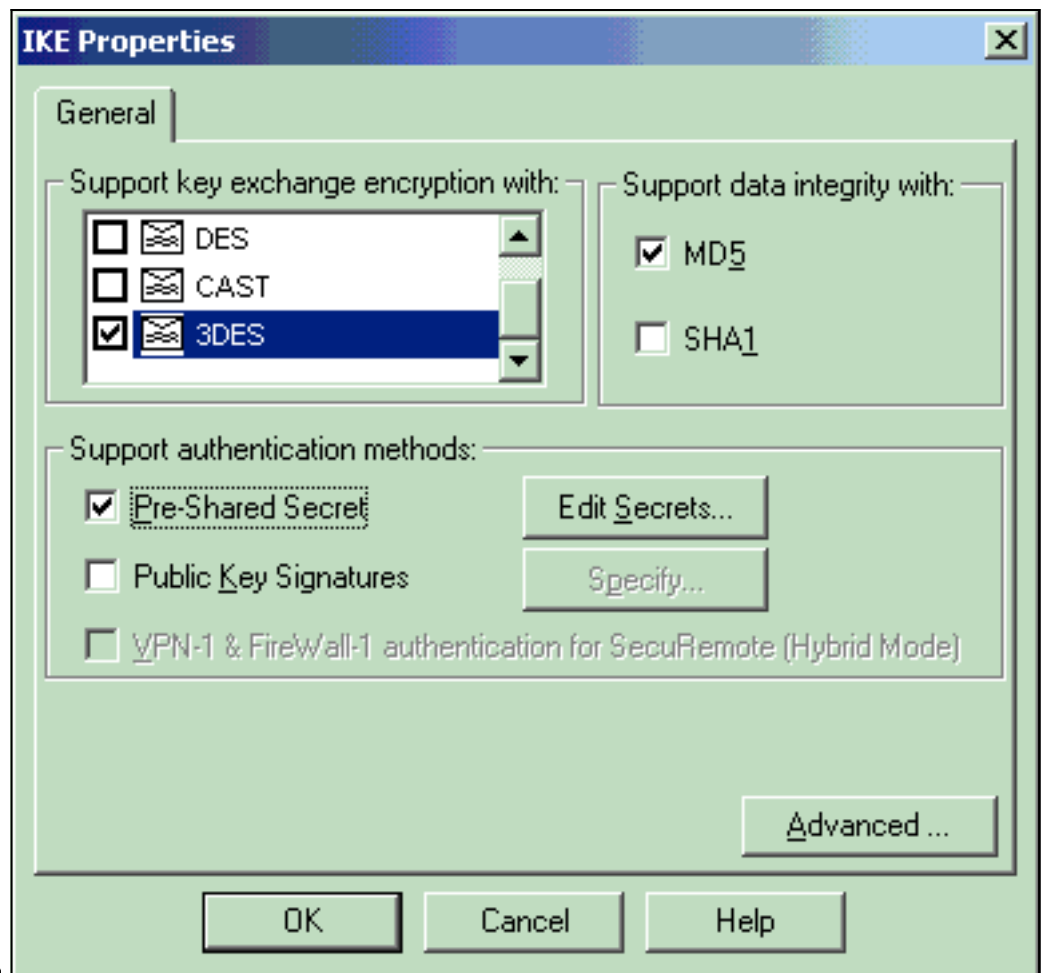 IKE Properties
General
Support key exchange encryption with:
DES
CAST
3DES
Support data integrity with:
MD5
SHA1
Support authentication methods:
Pre-Shared Secret
Edit Secrets...
Public Key Signatures
Specify...
VPN-1 & FireWall-1 authentication for SecuRemote (Hybrid Mode)
Advanced ...
OK
Cancel
Help